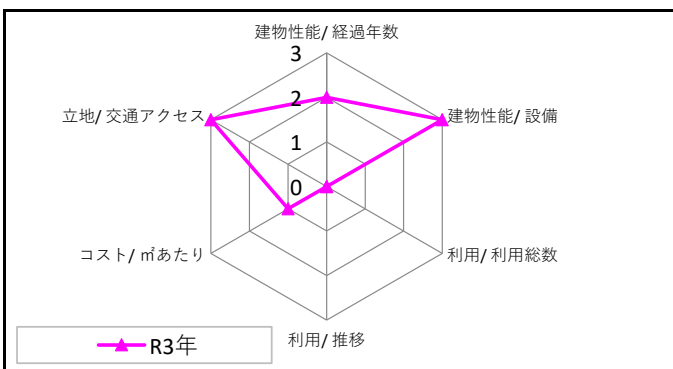 建物性能/ 経過年数
3
立地/ 交通アクセス
2
建物性能/ 設備
1
0
コスト/ ㎡あたり
利用/ 利用総数
利用/ 推移
R3年